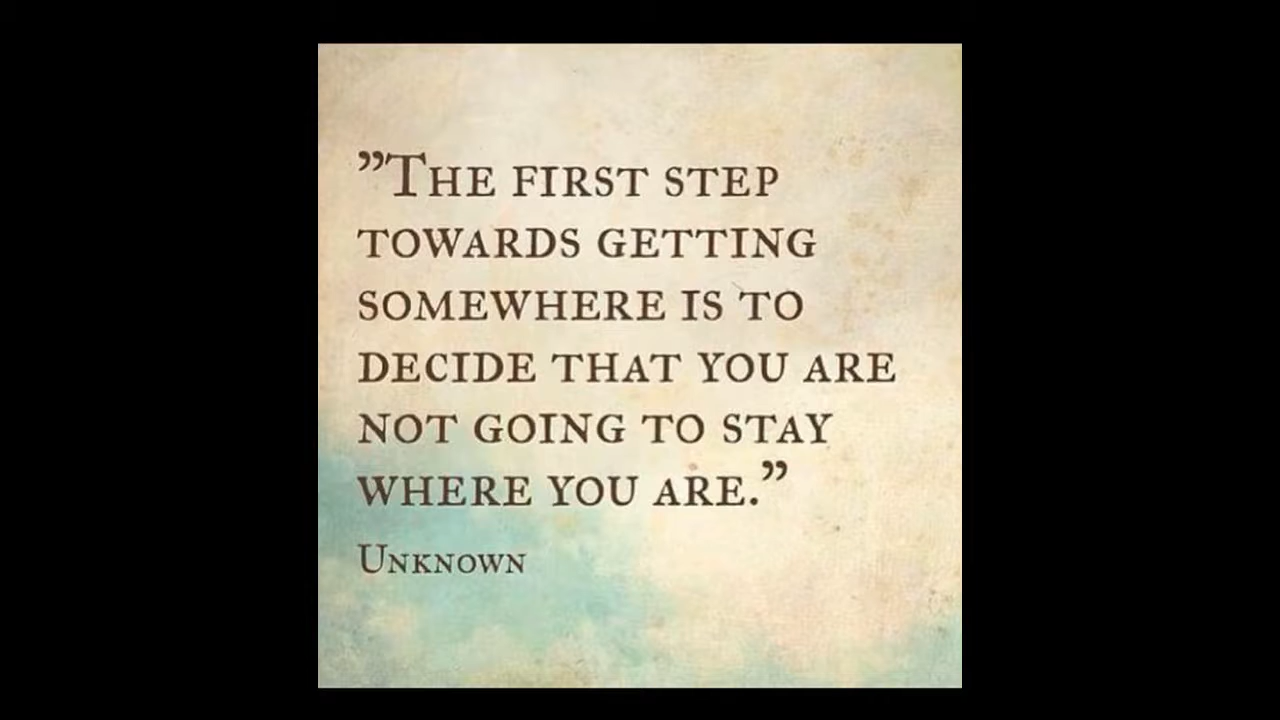 ”The first step
towards getting
somewhere is to
decide that you are
not going to stay
where you are.”
Unknown